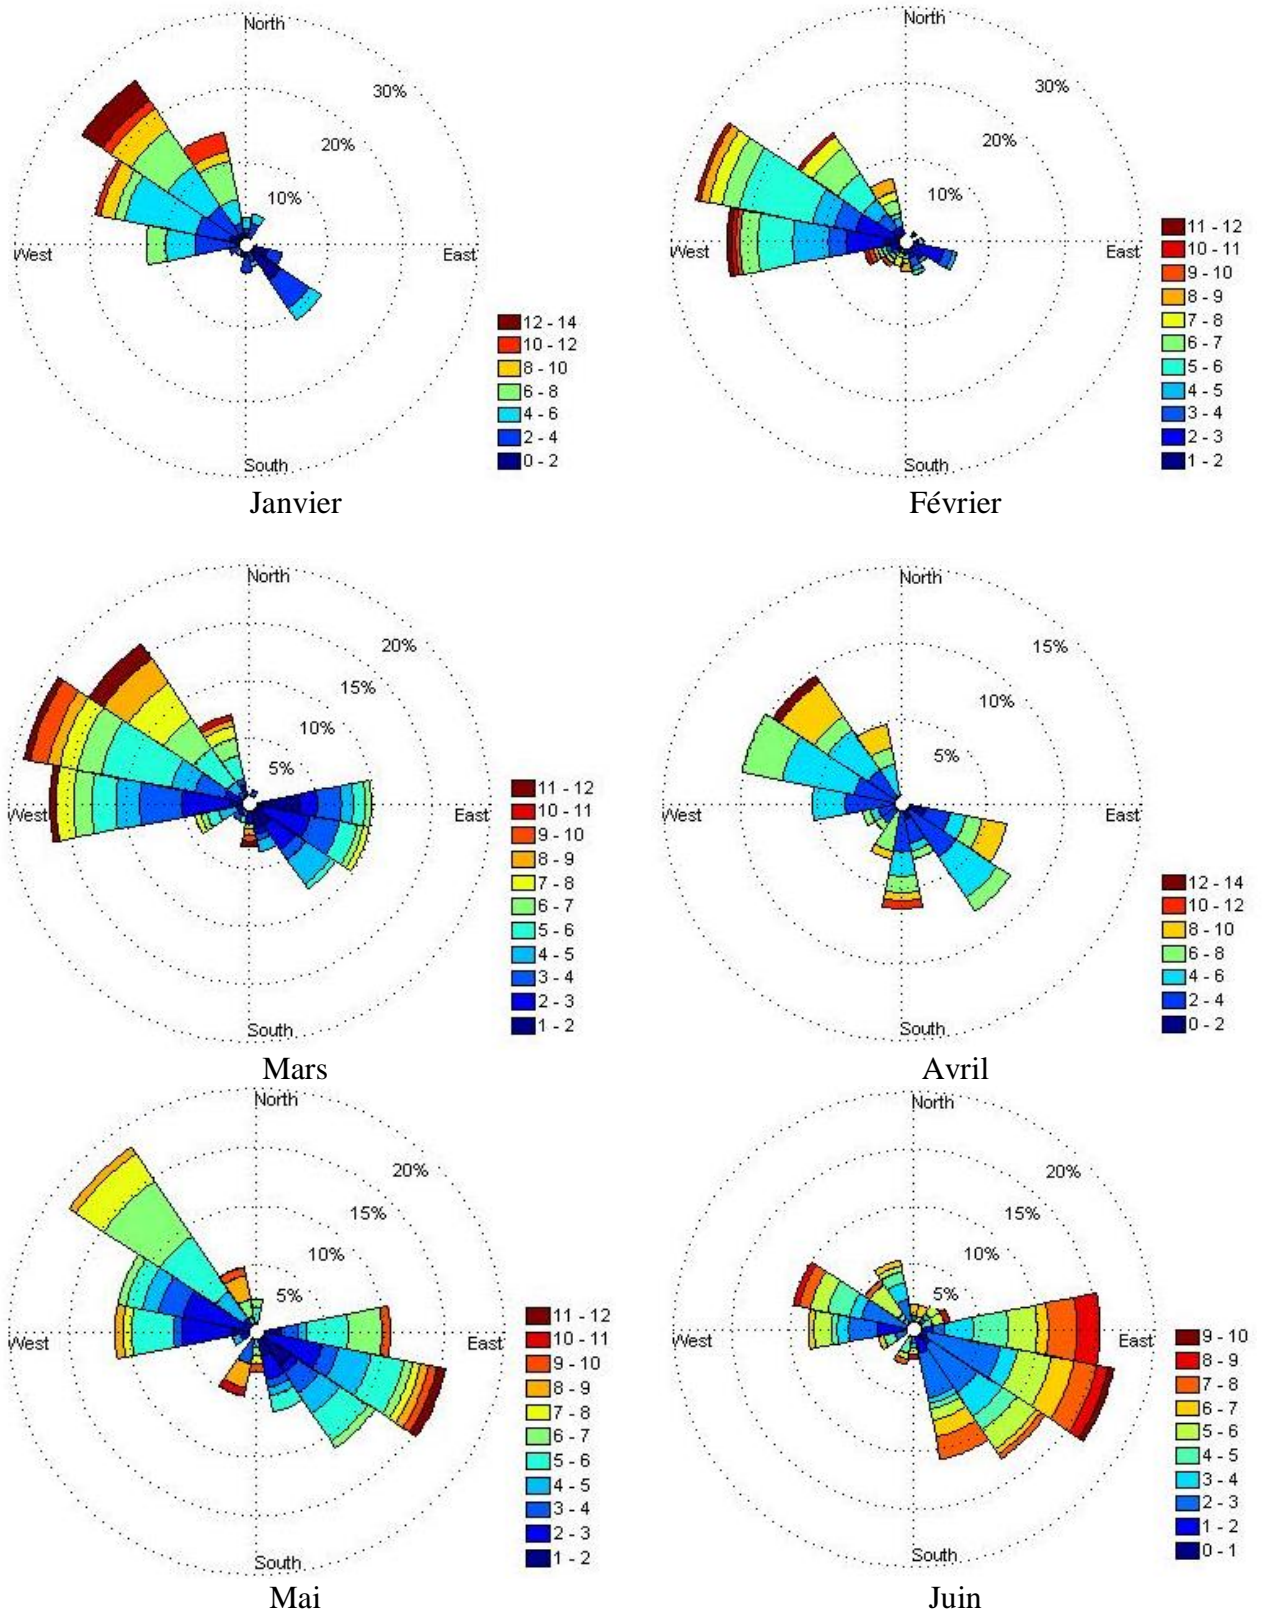 North
30%
20%
10%
West
East
South
12 - 14
10 - 12
8 - 10
6 - 8
4 - 6
2 - 4
0 - 2
Janvier
North
30%
20%
10%
West
East
South
11 - 12
10 - 11
9 - 10
8 - 9
7 - 8
6 - 7
5 - 6
4 - 5
3 - 4
2 - 3
1 - 2
Février
North
20%
15%
10%
5%
West
East
South
11 - 12
10 - 11
9 - 10
8 - 9
7 - 8
6 - 7
5 - 6
4 - 5
3 - 4
2 - 3
1 - 2
Mars
North
15%
10%
5%
West
East
South
12 - 14
10 - 12
8 - 10
6 - 8
4 - 6
2 - 4
0 - 2
Avril
North
20%
15%
10%
5%
West
East
South
11 - 12
10 - 11
9 - 10
8 - 9
7 - 8
6 - 7
5 - 6
4 - 5
3 - 4
2 - 3
1 - 2
Mai
North
20%
15%
10%
5%
West
East
South
9 - 10
8 - 9
7 - 8
6 - 7
5 - 6
4 - 5
3 - 4
2 - 3
1 - 2
0 - 1
Juin